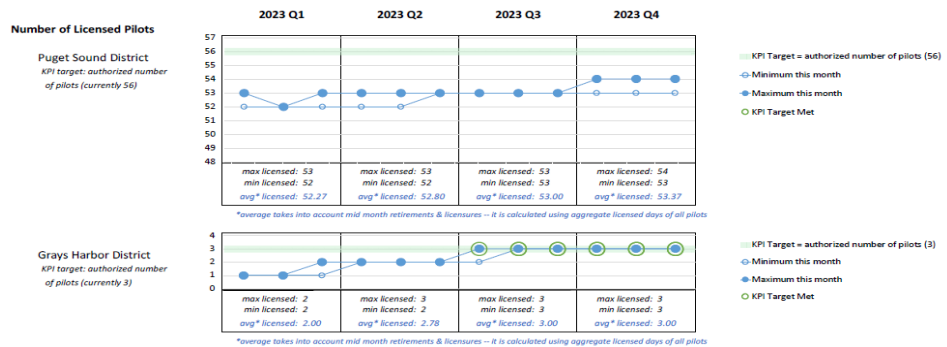 2023 Q1 2023 Q2 2023 Q3 2023 Q4
Number of Licensed Pilots
Puget Sound District
KPI target: authorized number
of pilots (currently 56)
57
56
55
54
53
52
51
50
49
48
KPI Target = authorized number of pilots (56)
Minimum this month
Maximum this month
KPI Target Met
max licensed: 53 max licensed: 53 max licensed: 53 max licensed: 54
min licensed: 52 min licensed: 52 min licensed: 53 min licensed: 53
avg* licensed: 52.27 avg* licensed: 52.80 avg* licensed: 53.00 avg* licensed: 53.37
*average takes into account mid month retirements & licensures -- it is calculated using aggregate licensed days of all pilots
Grays Harbor District
KPI target: authorized number
of pilots (currently 3)
4
3
2
1
0
KPI Target = authorized number of pilots (3)
Minimum this month
Maximum this month
KPI Target Met
max licensed: 2 max licensed: 3 max licensed: 3 max licensed: 3
min licensed: 2 min licensed: 2 min licensed: 3 min licensed: 3
avg* licensed: 2.00 avg* licensed: 2.78 avg* licensed: 3.00 avg* licensed: 3.00
*average takes into account mid month retirements & licensures -- it is calculated using aggregate licensed days of all pilots